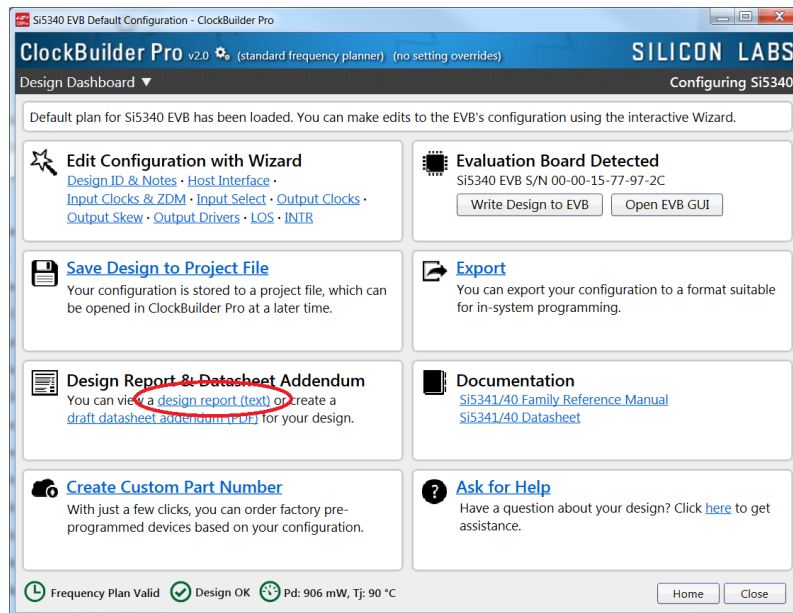 Si5340 EVB Default Configuration - ClockBuilder Pro
ClockBuilder Pro v2.0 (standard frequency planner) (no setting overrides)
SILICON LABS
Design Dashboard ▼
Configuring Si5340
Default plan for Si5340 EVB has been loaded. You can make edits to the EVB's configuration using the interactive Wizard.
Edit Configuration with Wizard
Design ID & Notes · Host Interface ·
Input Clocks & ZDM · Input Select · Output Clocks ·
Output Skew · Output Drivers · LOS · INTR
Evaluation Board Detected
Si5340 EVB S/N 00-00-15-77-97-2C
Write Design to EVB
Open EVB GUI
Save Design to Project File
Your configuration is stored to a project file, which can
be opened in ClockBuilder Pro at a later time.
Export
You can export your configuration to a format suitable
for in-system programming.
Design Report & Datasheet Addendum
You can view a design report (text) or create a
draft datasheet addendum (PDF) for your design.
Documentation
Si5341/40 Family Reference Manual
Si5341/40 Datasheet
Create Custom Part Number
With just a few clicks, you can order factory pre-
programmed devices based on your configuration.
Ask for Help
Have a question about your design? Click here to get
assistance.
Frequency Plan Valid
Design OK
Pd: 906 mW, Tj: 90 °C
Home
Close